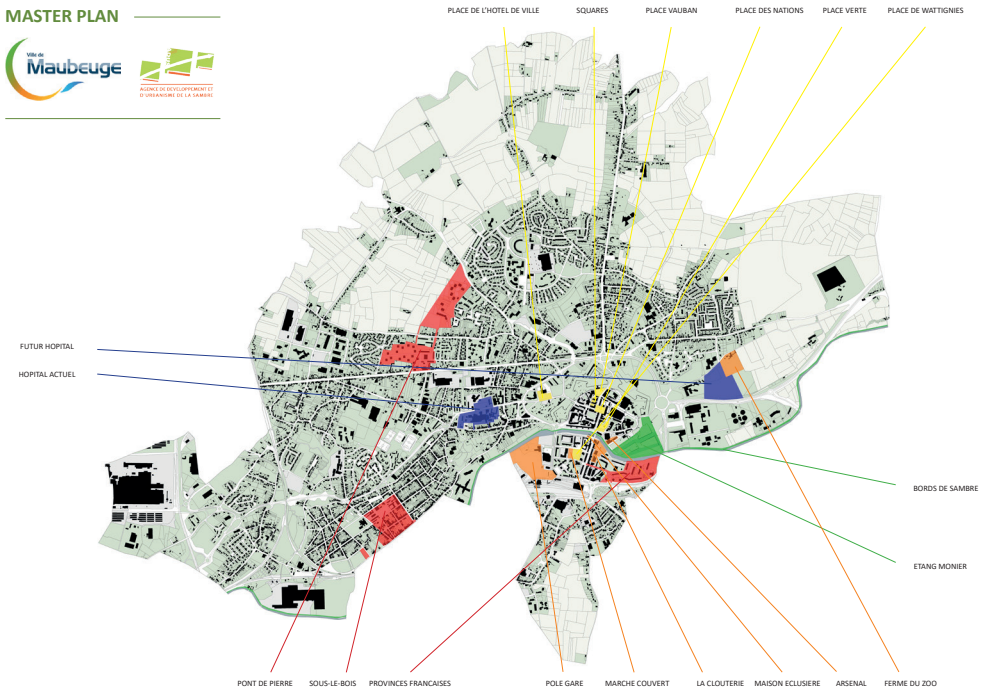 MASTER PLAN
Ville de
Maubeuge
AGENCE DE DEVELOPPEMENT ET
D'URBANISME DE LA SAMBRE
PLACE DE L'HOTEL DE VILLE
SQUARES
PLACE VAUBAN
PLACE DES NATIONS
PLACE VERTE
PLACE DE WATTIGNIES
FUTUR HOPITAL
HOPITAL ACTUEL
BORDS DE SAMBRE
ETANG MONIER
PONT DE PIERRE
SOUS-LE-BOIS
PROVINCES FRANCAISES
POLE GARE
MARCHE COUVERT
LA CLOUTERIE
MAISON ECLUSIERE
ARSENAL
FERME DU ZOO